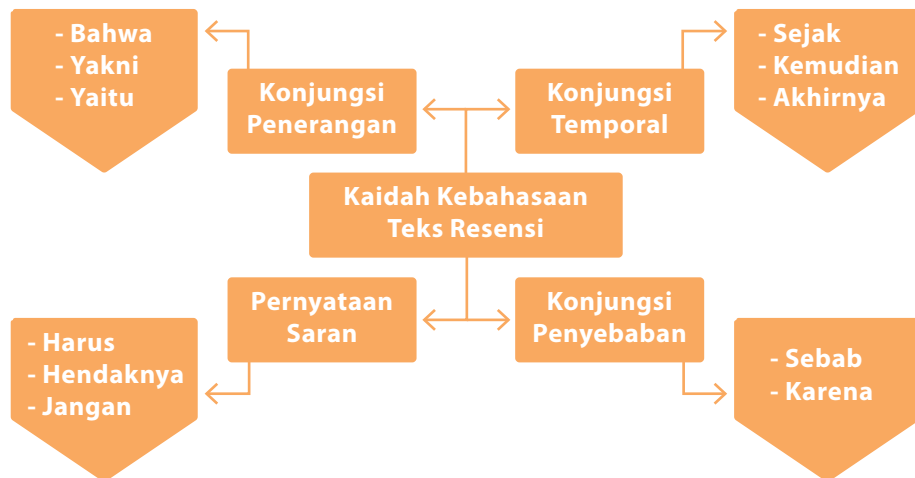 - Bahwa
- Yakni
- Yaitu
Konjungsi
Penerangan
Konjungsi
Temporal
- Sejak
- Kemudian
- Akhirnya
Kaidah Kebahasaan
Teks Resensi
Pernyataan
Saran
Konjungsi
Penyebaban
- Harus
- Hendaknya
- Jangan
- Sebab
- Karena